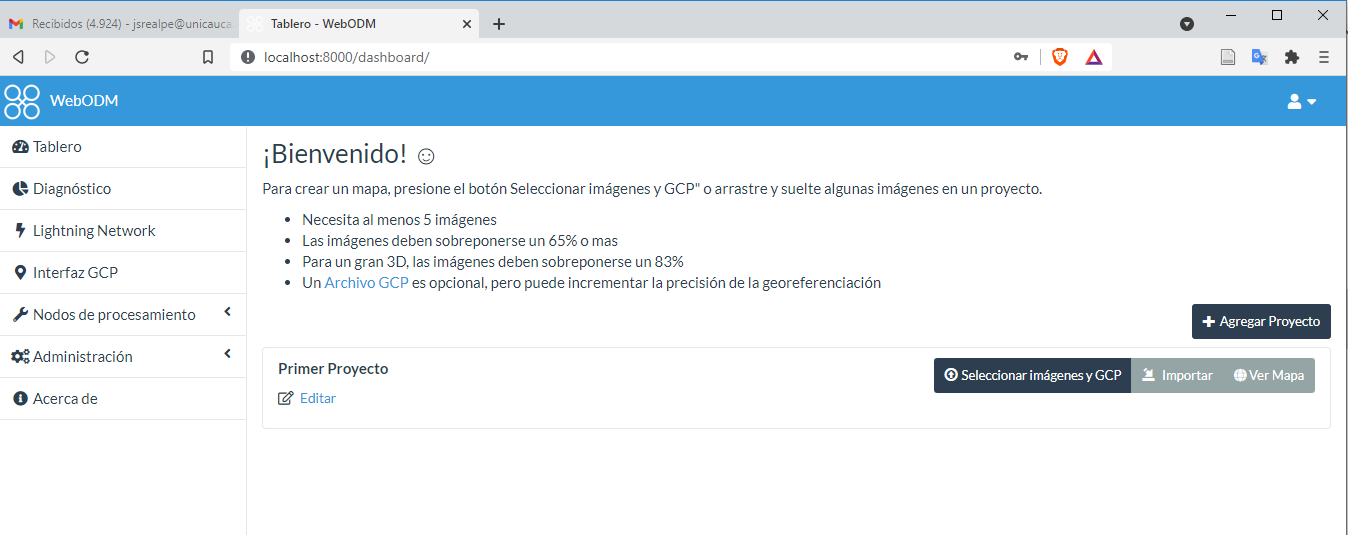 Recibidos (4.924) - jsrealpe@unicauca.
Tablero - WebODM
localhost:8000/dashboard/
WebODM
Tablero
Diagnóstico
Lightning Network
Interfaz GCP
Nodos de procesamiento
Administración
Acerca de
¡Bienvenido!
Para crear un mapa, presione el botón Seleccionar imágenes y GCP" o arrastre y suelte algunas imágenes en un proyecto.
Necesita al menos 5 imágenes
Las imágenes deben sobreponerse un 65% o mas
Para un gran 3D, las imágenes deben sobreponerse un 83%
Un Archivo GCP es opcional, pero puede incrementar la precisión de la georeferenciación
Agregar Proyecto
Primer Proyecto
Seleccionar imágenes y GCP
Importar
Ver Mapa
Editar